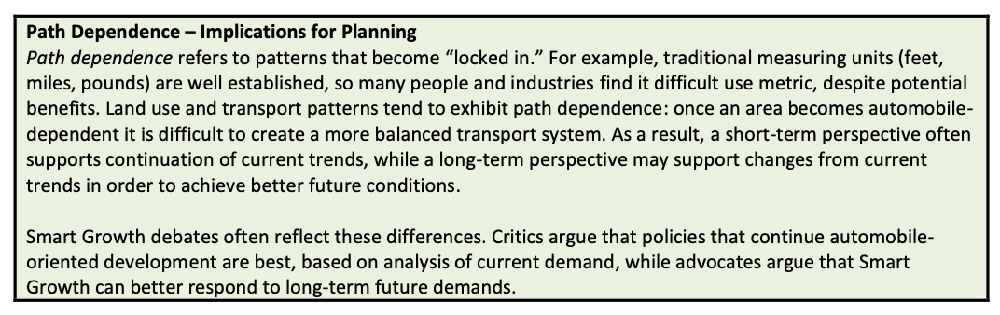 Path Dependence – Implications for Planning
Path dependence refers to patterns that become “locked in.” For example, traditional measuring units (feet,
miles, pounds) are well established, so many people and industries find it difficult use metric, despite potential
benefits. Land use and transport patterns tend to exhibit path dependence: once an area becomes automobile-
dependent it is difficult to create a more balanced transport system. As a result, a short-term perspective often
supports continuation of current trends, while a long-term perspective may support changes from current
trends in order to achieve better future conditions.

Smart Growth debates often reflect these differences. Critics argue that policies that continue automobile-
oriented development are best, based on analysis of current demand, while advocates argue that Smart
Growth can better respond to long-term future demands.